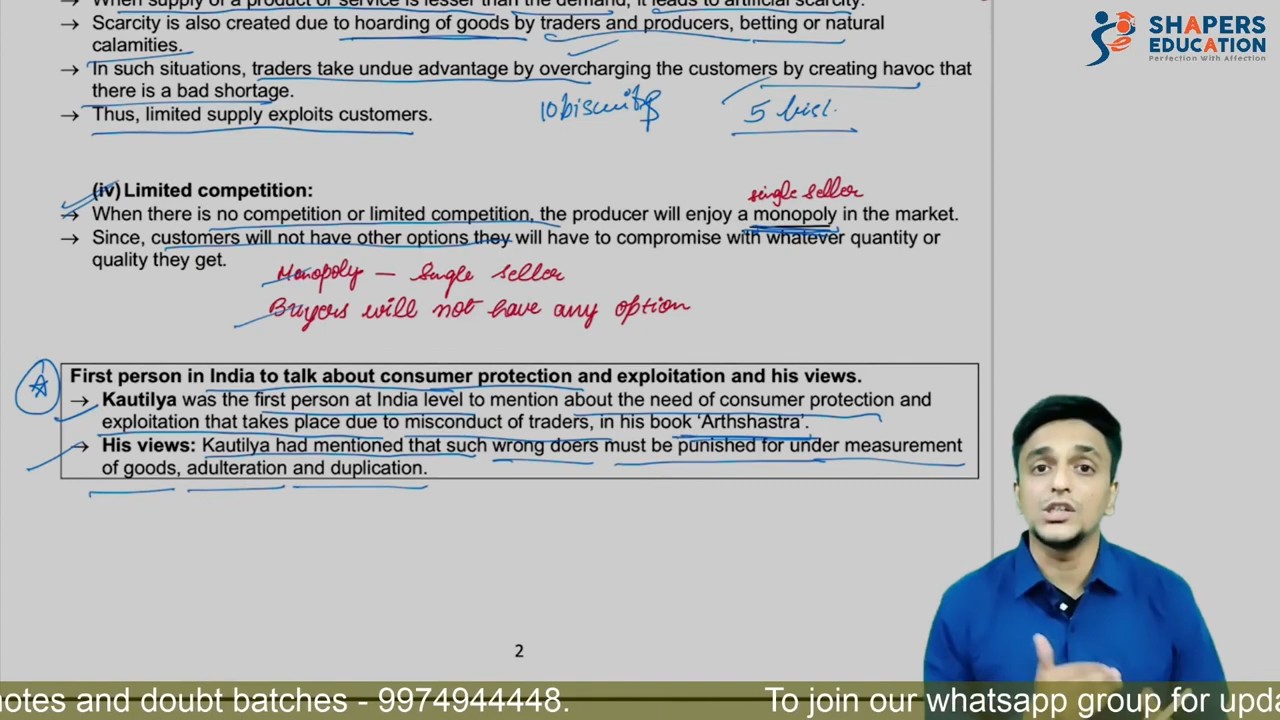 When supply of a product or service is lesser than the demand, it leads to artificial scarcity.
→ Scarcity is also created due to hoarding of goods by traders and producers, betting or natural
calamities.
→ In such situations, traders take undue advantage by overcharging the customers by creating havoc that
there is a bad shortage.
→ Thus, limited supply exploits customers.
10 biscuits
5 bisc.
(iv) Limited competition:
single seller
→ When there is no competition or limited competition, the producer will enjoy a monopoly in the market.
→ Since, customers will not have other options they will have to compromise with whatever quantity or
quality they get.
Monopoly — Single seller
Buyers will not have any option
First person in India to talk about consumer protection and exploitation and his views.
→ Kautilya was the first person at India level to mention about the need of consumer protection and
exploitation that takes place due to misconduct of traders, in his book ‘Arthshastra’.
→ His views: Kautilya had mentioned that such wrong doers must be punished for under measurement
of goods, adulteration and duplication.
2
SHAPERS
EDUCATION
Perfection With Affection
notes and doubt batches - 9974944448. To join our whatsapp group for upda